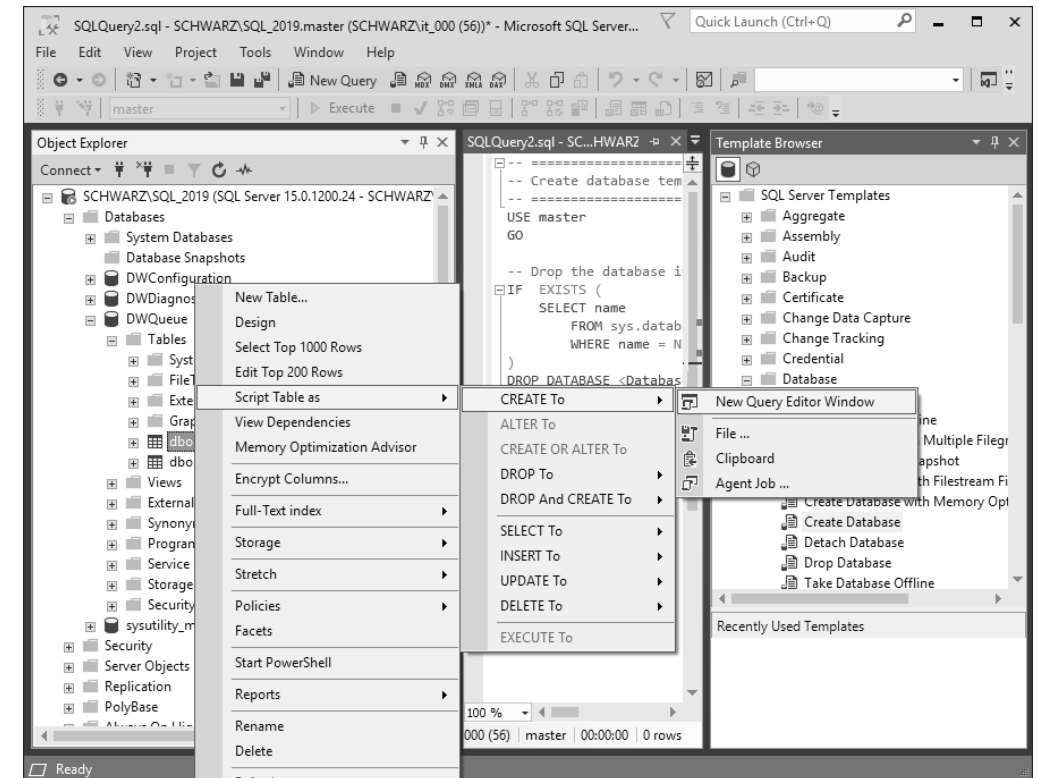 SQLQuery2.sql - SCHWARZ\SQL_2019.master (SCHWARZ\it_000 (56))* - Microsoft SQL Server...
Quick Launch (Ctrl+Q)
File Edit View Project Tools Window Help
New Query MDX DMX XMLA DAX
master Execute
Object Explorer
Connect
SCHWARZ\SQL_2019 (SQL Server 15.0.1200.24 - SCHWARZ\
Databases
System Databases
Database Snapshots
DWConfiguration
DWDiagnos
DWQueue
Tables
Syst
FileT
Exte
Grap
dbo
dbo
Views
External
Synony
Program
Service
Storage
Security
sysutility_m
Security
Server Objects
Replication
PolyBase
New Table...
Design
Select Top 1000 Rows
Edit Top 200 Rows
Script Table as
View Dependencies
Memory Optimization Advisor
Encrypt Columns...
Full-Text index
Storage
Stretch
Policies
Facets
Start PowerShell
Reports
Rename
Delete
SQLQuery2.sql - SC...HWARZ
-- ====================
-- Create database tem
-- ====================
USE master
GO
-- Drop the database i
IF EXISTS (
SELECT name
FROM sys.datab
WHERE name = N
)
DROP DATABASE <Databas
CREATE To
ALTER To
CREATE OR ALTER To
DROP To
DROP And CREATE To
SELECT To
INSERT To
UPDATE To
DELETE To
EXECUTE To
New Query Editor Window
File ...
Clipboard
Agent Job ...
100 %
000 (56) master 00:00:00 0 rows
Template Browser
SQL Server Templates
Aggregate
Assembly
Audit
Backup
Certificate
Change Data Capture
Change Tracking
Credential
Database
ine
Multiple Filegr
apshot
th Filestream Fi
Create Database with Memory Opt
Create Database
Detach Database
Drop Database
Take Database Offline
Recently Used Templates
Ready